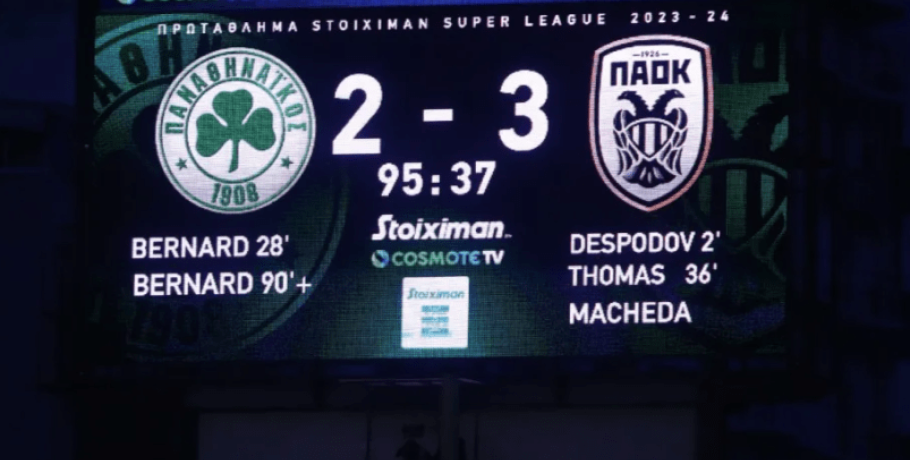 ΠΡΩΤΑΘΛΗΜΑ STOIXIMAN SUPER LEAGUE 2023 - 24
ΠΑΝΑΘΗΝΑΪΚΟΣ
1908
2 - 3
1926
ΠΑΟΚ
95:37
Stoiximan
COSMOTE TV
Stoiximan
BERNARD 28'
BERNARD 90'+
DESPODOV 2'
THOMAS 36'
MACHEDA